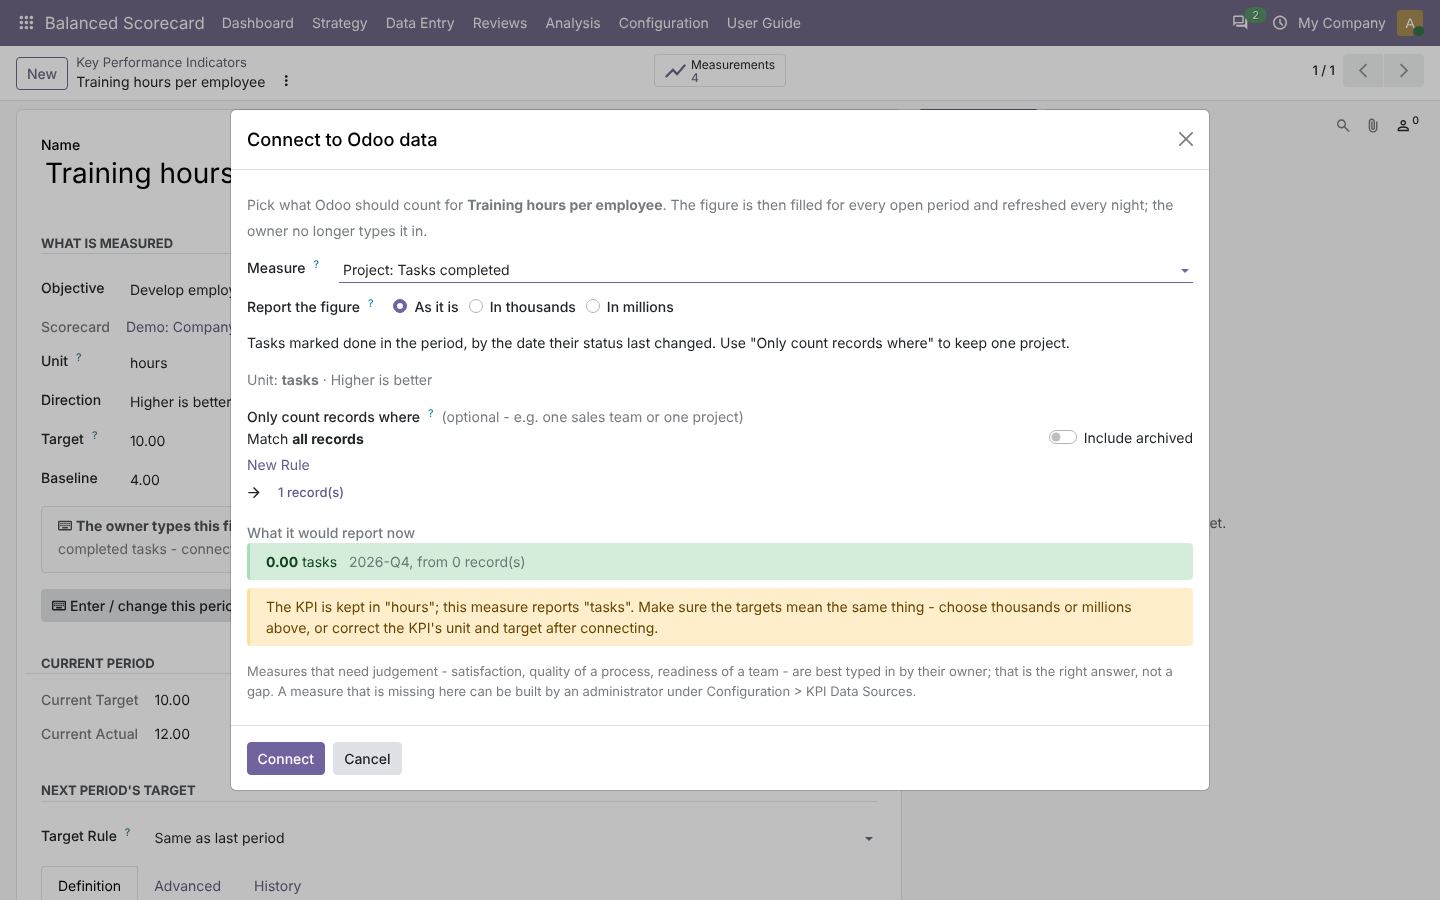 Balanced Scorecard Dashboard Strategy Data Entry Reviews Analysis Configuration User Guide 2 My Company A
New
Key Performance Indicators
Training hours per employee
Measurements
4
1 / 1
Name
Training hours
0
WHAT IS MEASURED
Objective Develop employ
Scorecard Demo: Company
Unit ? hours
Direction Higher is better
Target ? 10.00
Baseline 4.00
The owner types this fi
completed tasks - connec
et.
Enter / change this perio
CURRENT PERIOD
Current Target 10.00
Current Actual 12.00
NEXT PERIOD'S TARGET
Target Rule ? Same as last period
Definition Advanced History
Connect to Odoo data
Pick what Odoo should count for Training hours per employee. The figure is then filled for every open period and refreshed every night; the
owner no longer types it in.
Measure ? Project: Tasks completed
Report the figure ? As it is In thousands In millions
Tasks marked done in the period, by the date their status last changed. Use "Only count records where" to keep one project.
Unit: tasks · Higher is better
Only count records where ? (optional - e.g. one sales team or one project)
Match all records Include archived
New Rule
1 record(s)
What it would report now
0.00 tasks 2026-Q4, from 0 record(s)
The KPI is kept in "hours"; this measure reports "tasks". Make sure the targets mean the same thing - choose thousands or millions
above, or correct the KPI's unit and target after connecting.
Measures that need judgement - satisfaction, quality of a process, readiness of a team - are best typed in by their owner; that is the right answer, not a
gap. A measure that is missing here can be built by an administrator under Configuration > KPI Data Sources.
Connect Cancel